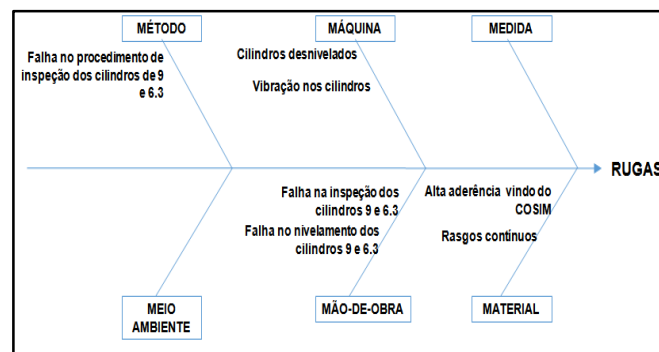 MÉTODO
MÁQUINA
MEDIDA
Falha no procedimento de
inspeção dos cilindros de 9
e 6.3
Cilindros desnivelados
Vibração nos cilindros
RUGAS
Falha na inspeção dos
cilindros 9 e 6.3
Falha no nivelamento dos
cilindros 9 e 6.3
Alta aderência vindo do
COSIM
Rasgos contínuos
MEIO
AMBIENTE
MÃO-DE-OBRA
MATERIAL